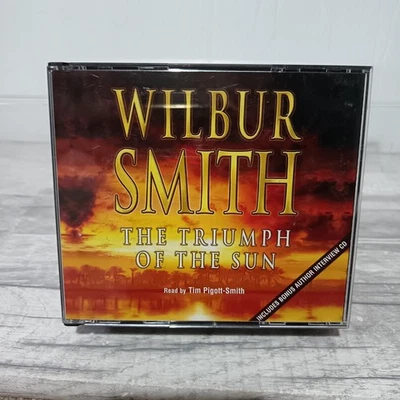 WILBUR
SMITH
THE TRIUMPH
OF THE SUN
Read by Tim Pigott-Smith
INCLUDES BONUS AUTHOR INTERVIEW CD